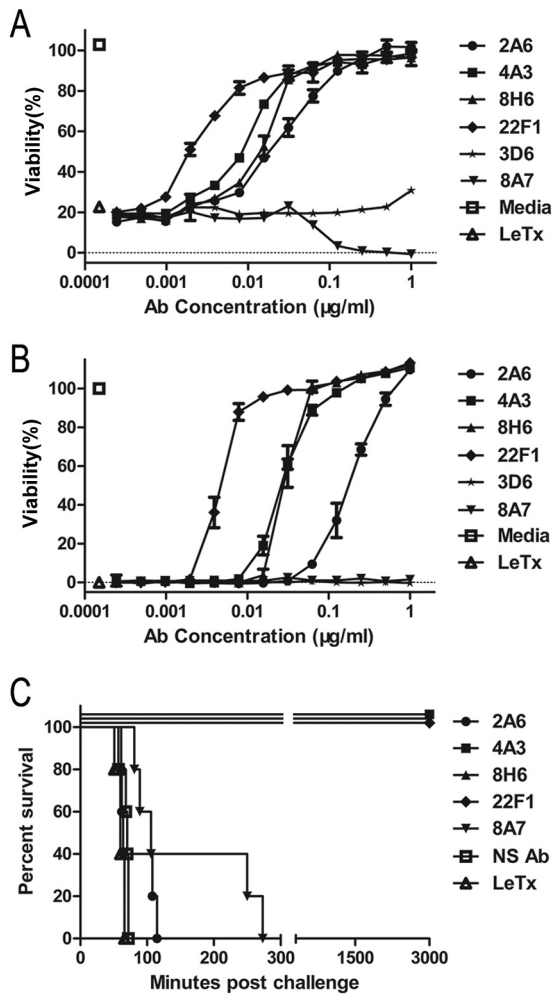 A
Viability(%)
100
80
60
40
20
0
0.0001
0.001
0.01
0.1
1
Ab Concentration (µg/ml)
2A6
4A3
8H6
22F1
3D6
8A7
Media
LeTx
B
Viability(%)
100
80
60
40
20
0
0.0001
0.001
0.01
0.1
1
Ab Concentration (µg/ml)
2A6
4A3
8H6
22F1
3D6
8A7
Media
LeTx
C
Percent survival
100
80
60
40
20
0
0
100
200
300
1500
3000
Minutes post challenge
2A6
4A3
8H6
22F1
8A7
NS Ab
LeTx